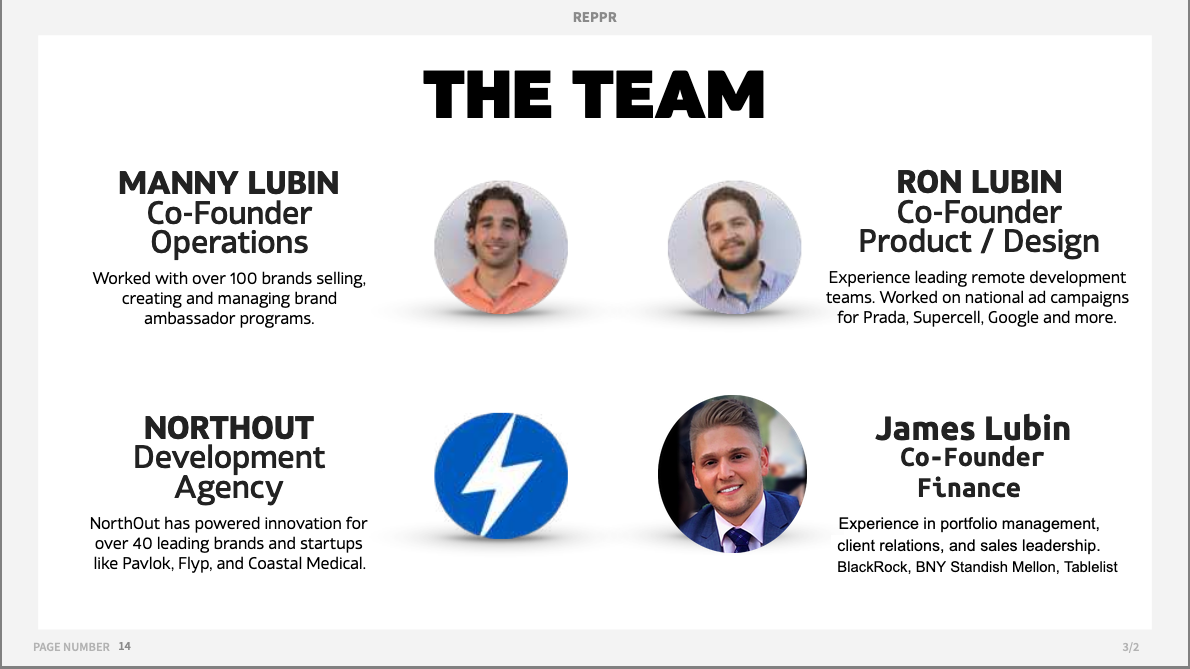 REPPR
THE TEAM
MANNY LUBIN
Co-Founder
Operations
Worked with over 100 brands selling,
creating and managing brand
ambassador programs.
RON LUBIN
Co-Founder
Product / Design
Experience leading remote development
teams. Worked on national ad campaigns
for Prada, Supercell, Google and more.
NORTHOUT
Development
Agency
NorthOut has powered innovation for
over 40 leading brands and startups
like Pavlok, Flyp, and Coastal Medical.
James Lubin
Co-Founder
Finance
Experience in portfolio management,
client relations, and sales leadership.
BlackRock, BNY Standish Mellon, Tablelist
PAGE NUMBER 14
3/2